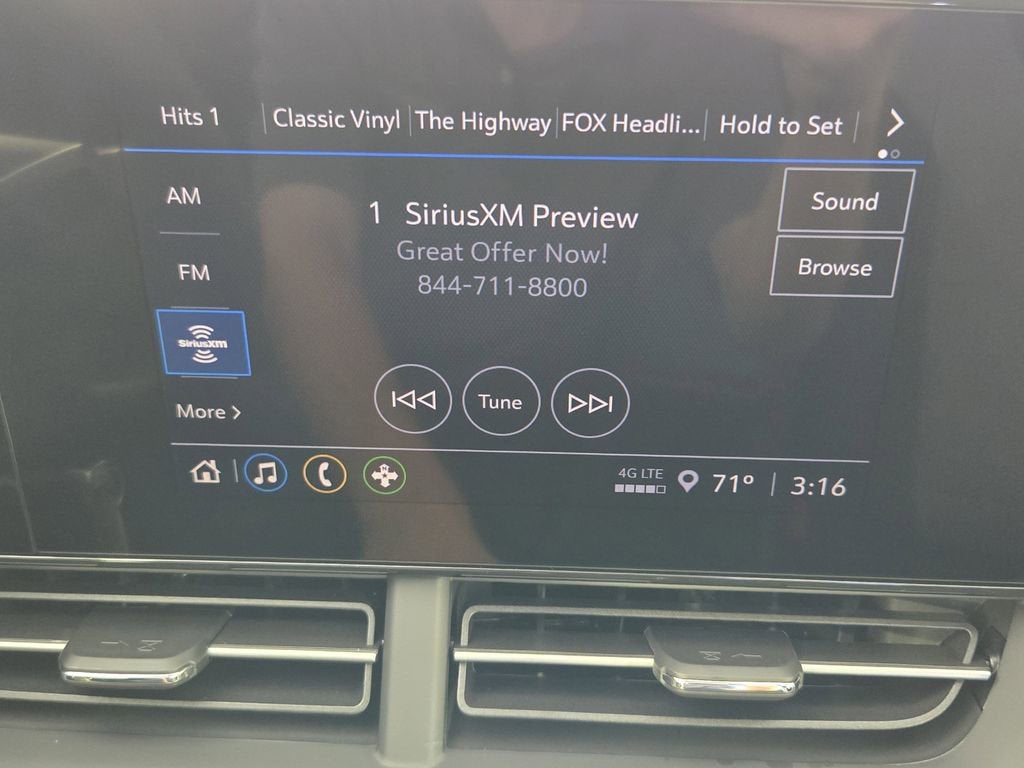 Hits 1 Classic Vinyl The Highway FOX Headli... Hold to Set
AM
1 SiriusXM Preview
Sound
Great Offer Now!
FM
Browse
844-711-8800
SiriusXM
More
Tune
4G LTE
71° 3:16